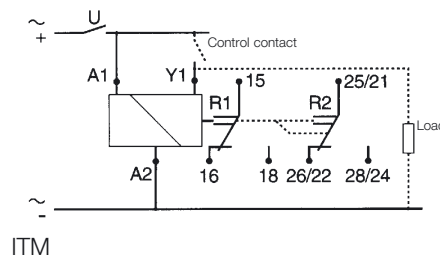 ~ U
+
Control contact
A1 Y1 15 25/21
R1 R2
Load
A2 16 18 26/22 28/24
~
-
ITM